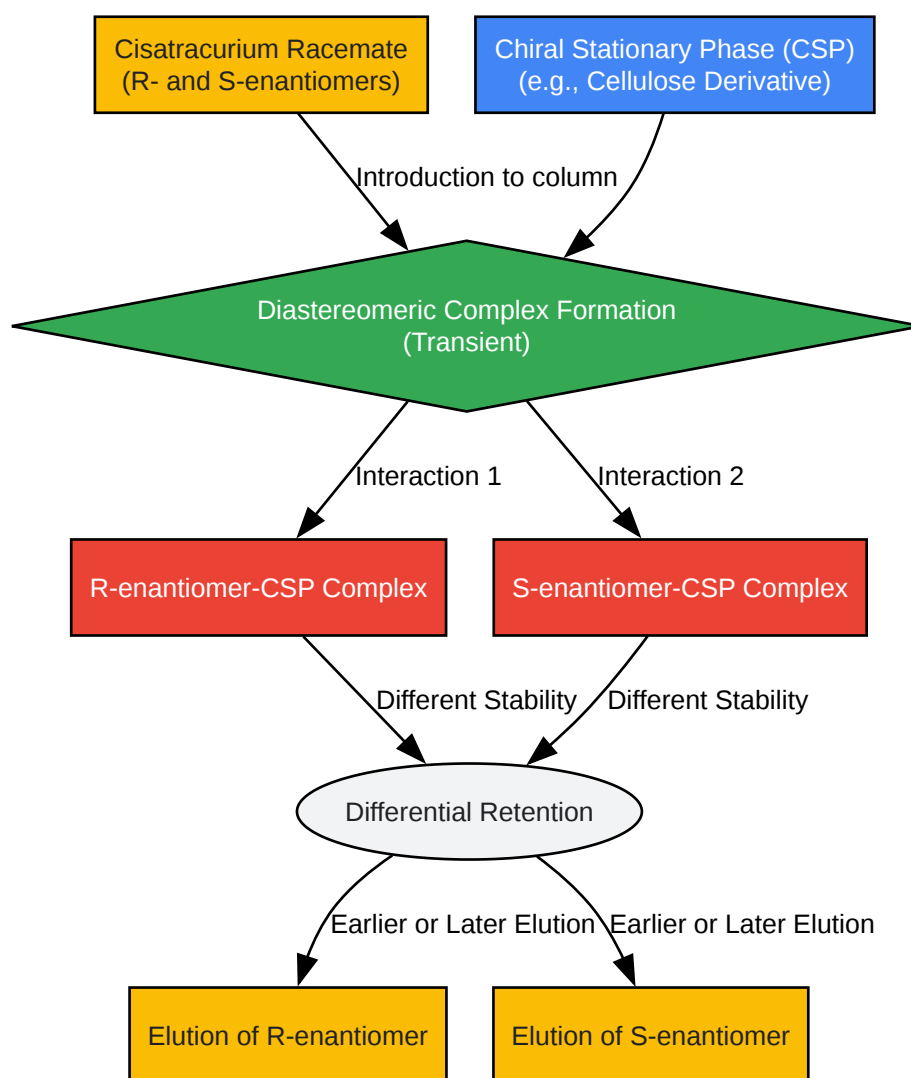 Cisatracurium Racemate
(R- and S-enantiomers)
Chiral Stationary Phase (CSP)
(e.g., Cellulose Derivative)
Introduction to column
Diastereomeric Complex Formation
(Transient)
Interaction 1
Interaction 2
R-enantiomer-CSP Complex
S-enantiomer-CSP Complex
Different Stability
Different Stability
Differential Retention
Earlier or Later Elution
Earlier or Later Elution
Elution of R-enantiomer
Elution of S-enantiomer